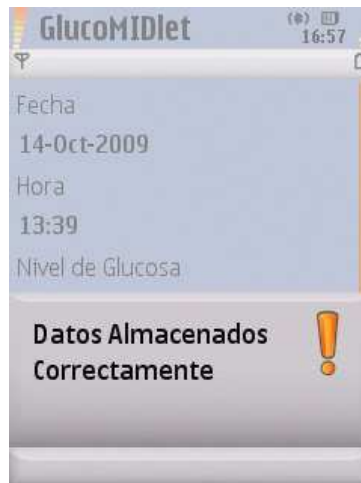 GlucoMIDlet
16:57
Fecha
14-Oct-2009
Hora
13:39
Nivel de Glucosa
Datos Almacenados
Correctamente